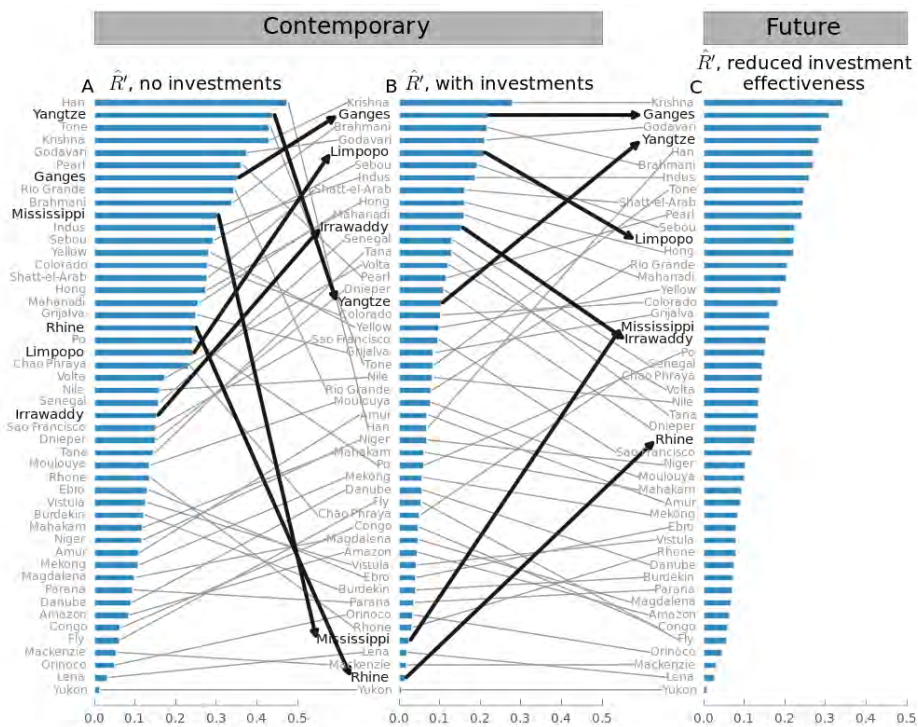 Contemporary
Future
A
R̂′, no investments
B
R̂′, with investments
C
R̂′, reduced investment
effectiveness
Han
Yangtze
Tone
Krishna
Godavari
Pearl
Ganges
Rio Grande
Brahmani
Mississippi
Indus
Sebou
Yellow
Colorado
Shatt-el-Arab
Hong
Mahanadi
Grijalva
Rhine
Po
Limpopo
Chao Phraya
Volta
Nile
Senegal
Irrawaddy
Sao Francisco
Dnieper
Tana
Moulouye
Rhone
Ebro
Vistula
Burdekin
Mahakam
Niger
Amur
Mekong
Magdalena
Parana
Danube
Amazon
Congo
Fly
Mackenzie
Orinoco
Lena
Yukon
0.0 0.1 0.2 0.3 0.4 0.5
Krishna
Ganges
Brahmani
Godavari
Limpopo
Sebou
Indus
Shatt-el-Arab
Hong
Mahanadi
Irrawaddy
Senegal
Tana
Volta
Pearl
Dnieper
Yangtze
Colorado
Yellow
Sao Francisco
Grijalva
Tone
Nile
Rio Grande
Moulouya
Amur
Han
Niger
Mahakam
Po
Mekong
Danube
Fly
Chao Phraya
Congo
Magdalena
Amazon
Vistula
Ebro
Burdekin
Parana
Orinoco
Rhone
Mississippi
Lena
Mackenzie
Rhine
Yukon
0.0 0.1 0.2 0.3 0.4 0.5
Krishna
Ganges
Godavari
Yangtze
Han
Brahmani
Indus
Tone
Shatt-el-Arab
Pearl
Sebou
Limpopo
Hong
Rio Grande
Mahanadi
Yellow
Colorado
Grijalva
Mississippi
Irrawaddy
Po
Senegal
Chao Phraya
Volta
Nile
Tana
Dnieper
Rhine
Sao Francisco
Niger
Moulouya
Mahakam
Amur
Mekong
Ebro
Vistula
Rhone
Danube
Burdekin
Parana
Magdalena
Amazon
Congo
Fly
Orinoco
Mackenzie
Lena
Yukon
0.0 0.1 0.2 0.3 0.4 0.5